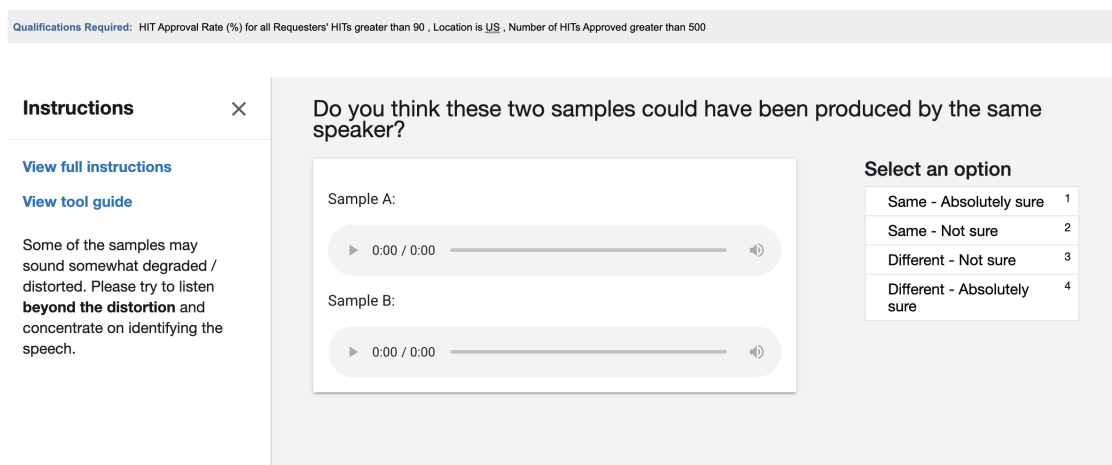 Qualifications Required: HIT Approval Rate (%) for all Requesters' HITs greater than 90 , Location is US , Number of HITs Approved greater than 500
Instructions
View full instructions
View tool guide
Some of the samples may
sound somewhat degraded /
distorted. Please try to listen
beyond the distortion and
concentrate on identifying the
speech.
Do you think these two samples could have been produced by the same
speaker?
Sample A:
0:00 / 0:00
Sample B:
0:00 / 0:00
Select an option
Same - Absolutely sure 1
Same - Not sure 2
Different - Not sure 3
Different - Absolutely 4
sure